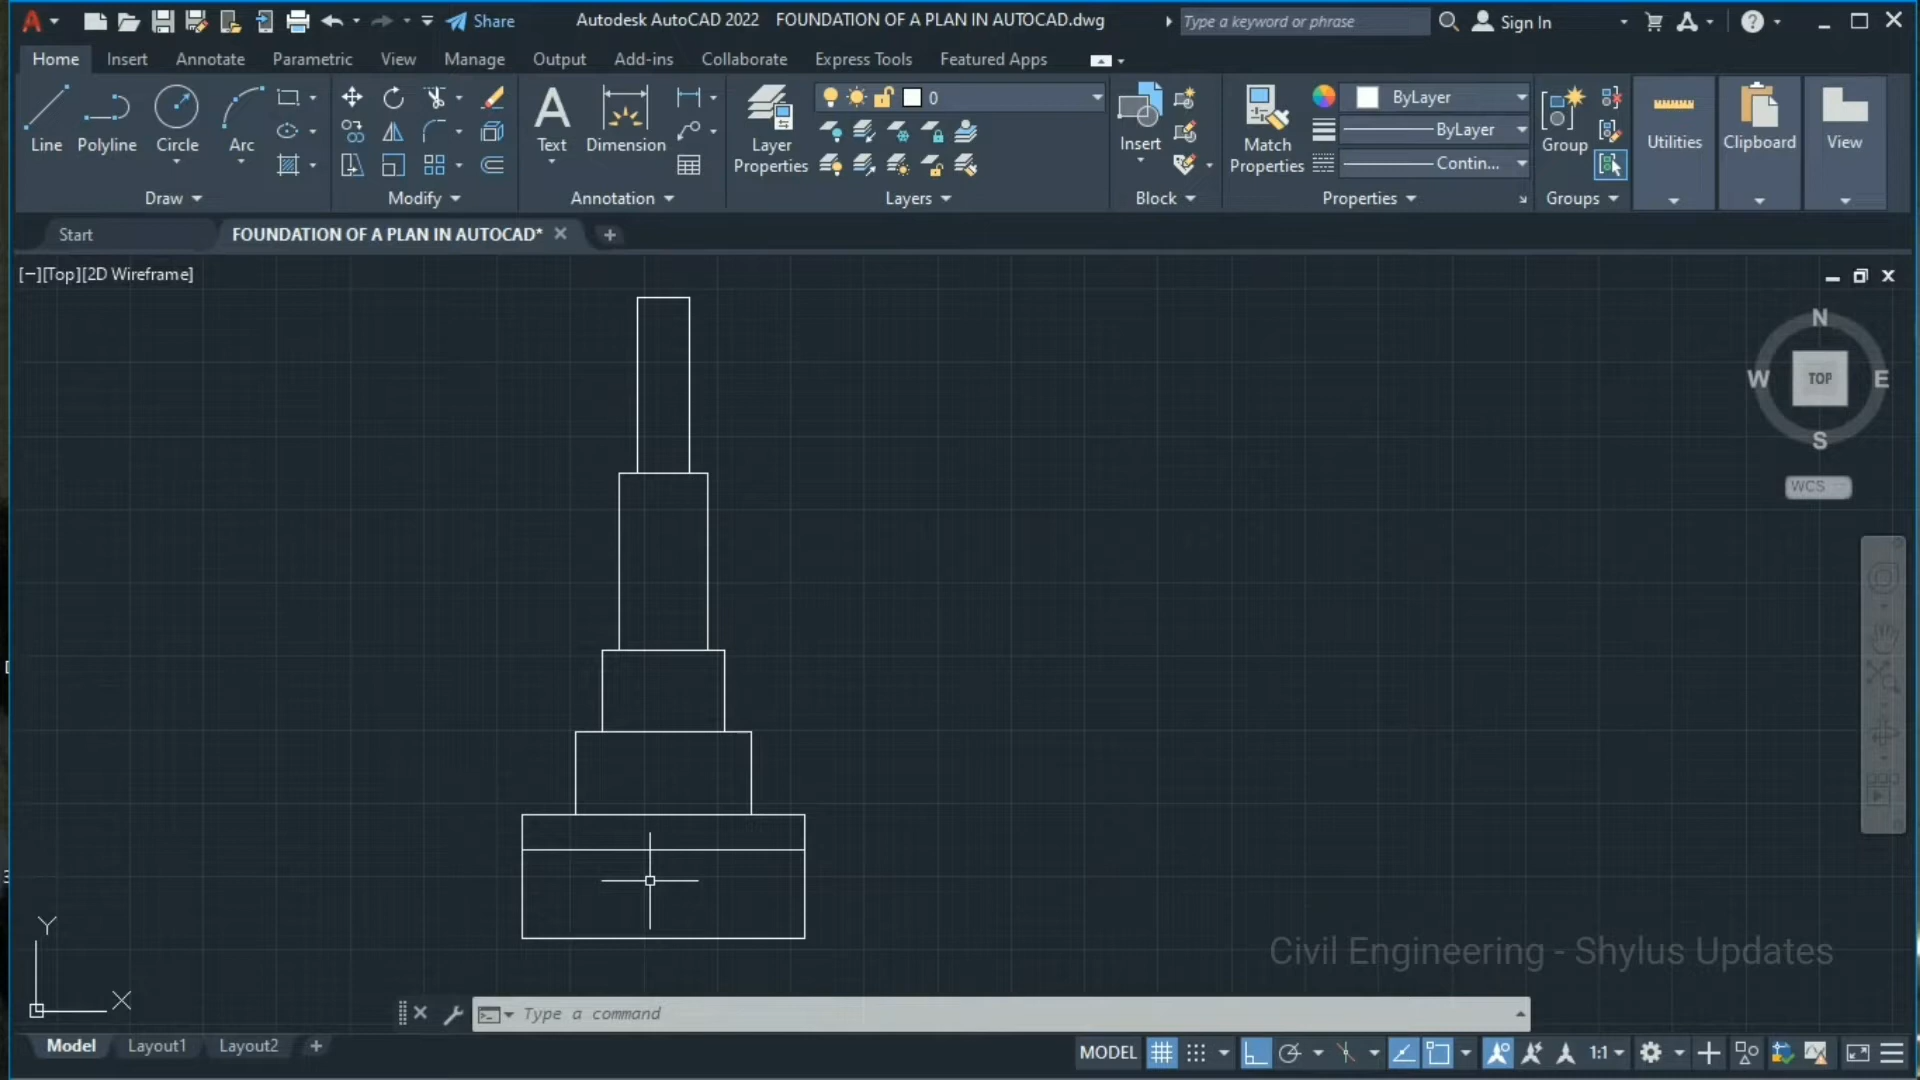 Share
Autodesk AutoCAD 2022 FOUNDATION OF A PLAN IN AUTOCAD.dwg
Type a keyword or phrase
Sign In
Home Insert Annotate Parametric View Manage Output Add-ins Collaborate Express Tools Featured Apps
0
ByLayer
ByLayer
Contin...
Line Polyline Circle Arc
Text Dimension
Layer Properties
Insert
Match Properties
Group
Utilities
Clipboard
View
Draw
Modify
Annotation
Layers
Block
Properties
Groups
Start
FOUNDATION OF A PLAN IN AUTOCAD*
[−][Top][2D Wireframe]
N
W TOP E
S
WCS
Y
X
Civil Engineering - Shylus Updates
Type a command
Model Layout1 Layout2
MODEL
1:1